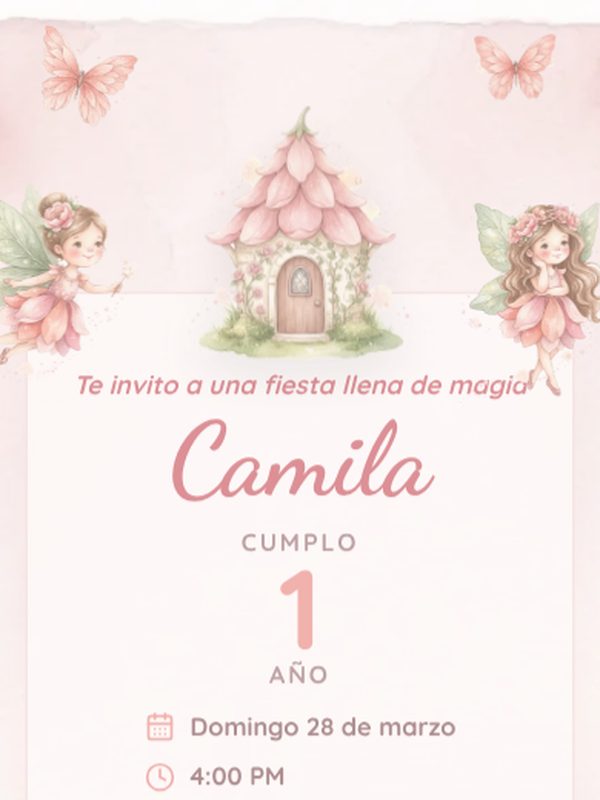 Te invito a una fiesta llena de magia
Camila
CUMPLO
1
AÑO
Domingo 28 de marzo
4:00 PM